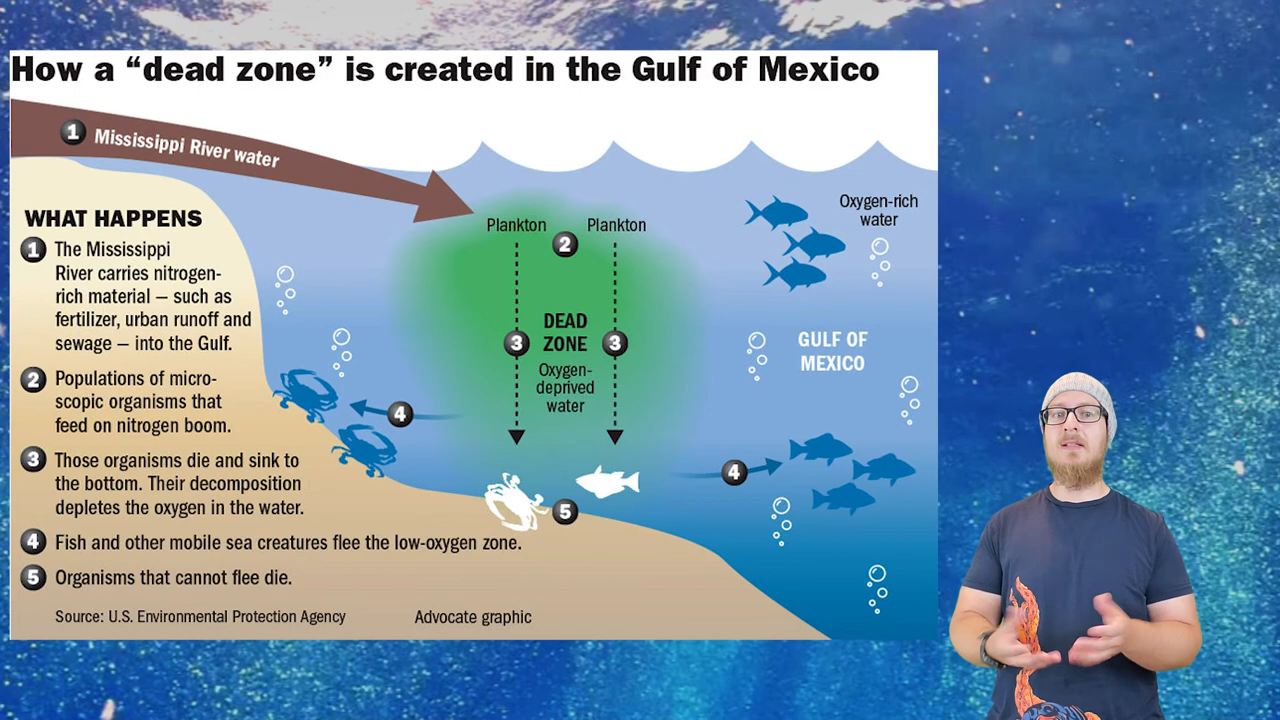 How a “dead zone” is created in the Gulf of Mexico
1 Mississippi River water
WHAT HAPPENS
1 The Mississippi
River carries nitrogen-
rich material — such as
fertilizer, urban runoff and
sewage — into the Gulf.
2 Populations of micro-
scopic organisms that
feed on nitrogen boom.
3 Those organisms die and sink to
the bottom. Their decomposition
depletes the oxygen in the water.
4 Fish and other mobile sea creatures flee the low-oxygen zone.
5 Organisms that cannot flee die.
Source: U.S. Environmental Protection Agency
Advocate graphic
Plankton
2
Plankton
3
DEAD
ZONE
3
Oxygen-
deprived
water
4
5
4
Oxygen-rich
water
GULF OF
MEXICO